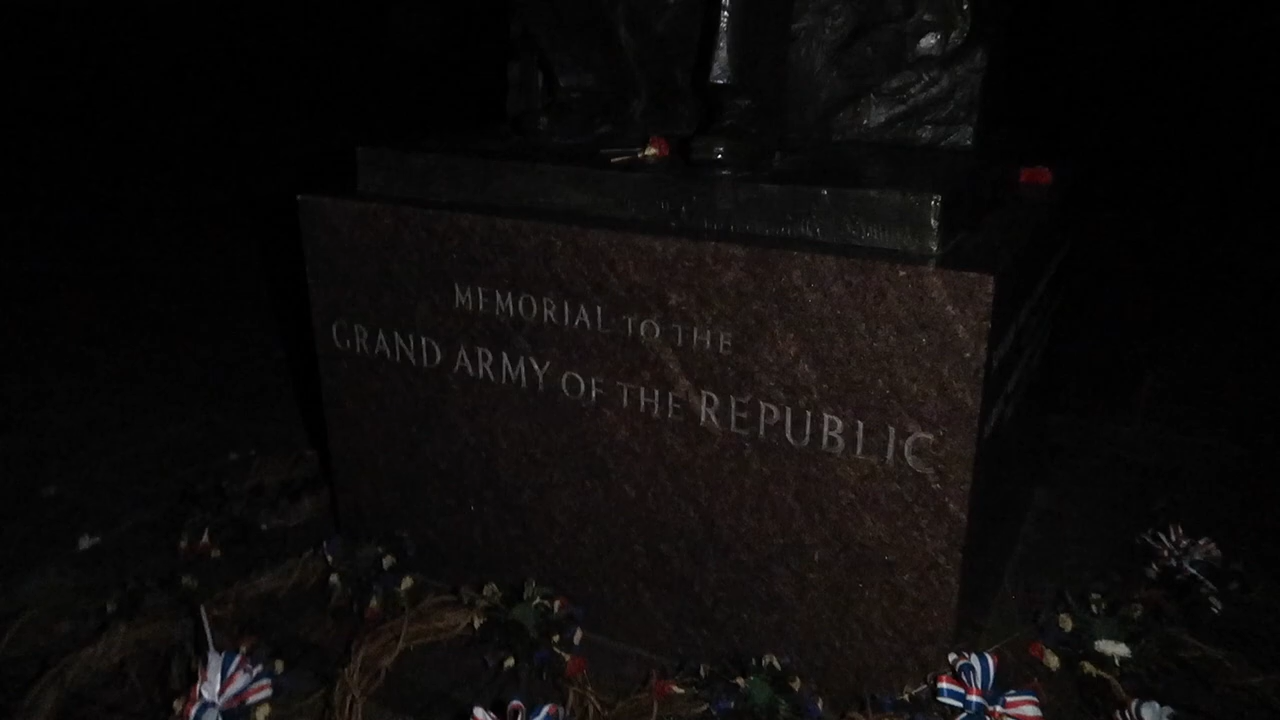 MEMORIAL TO THE
GRAND ARMY OF THE REPUBLIC